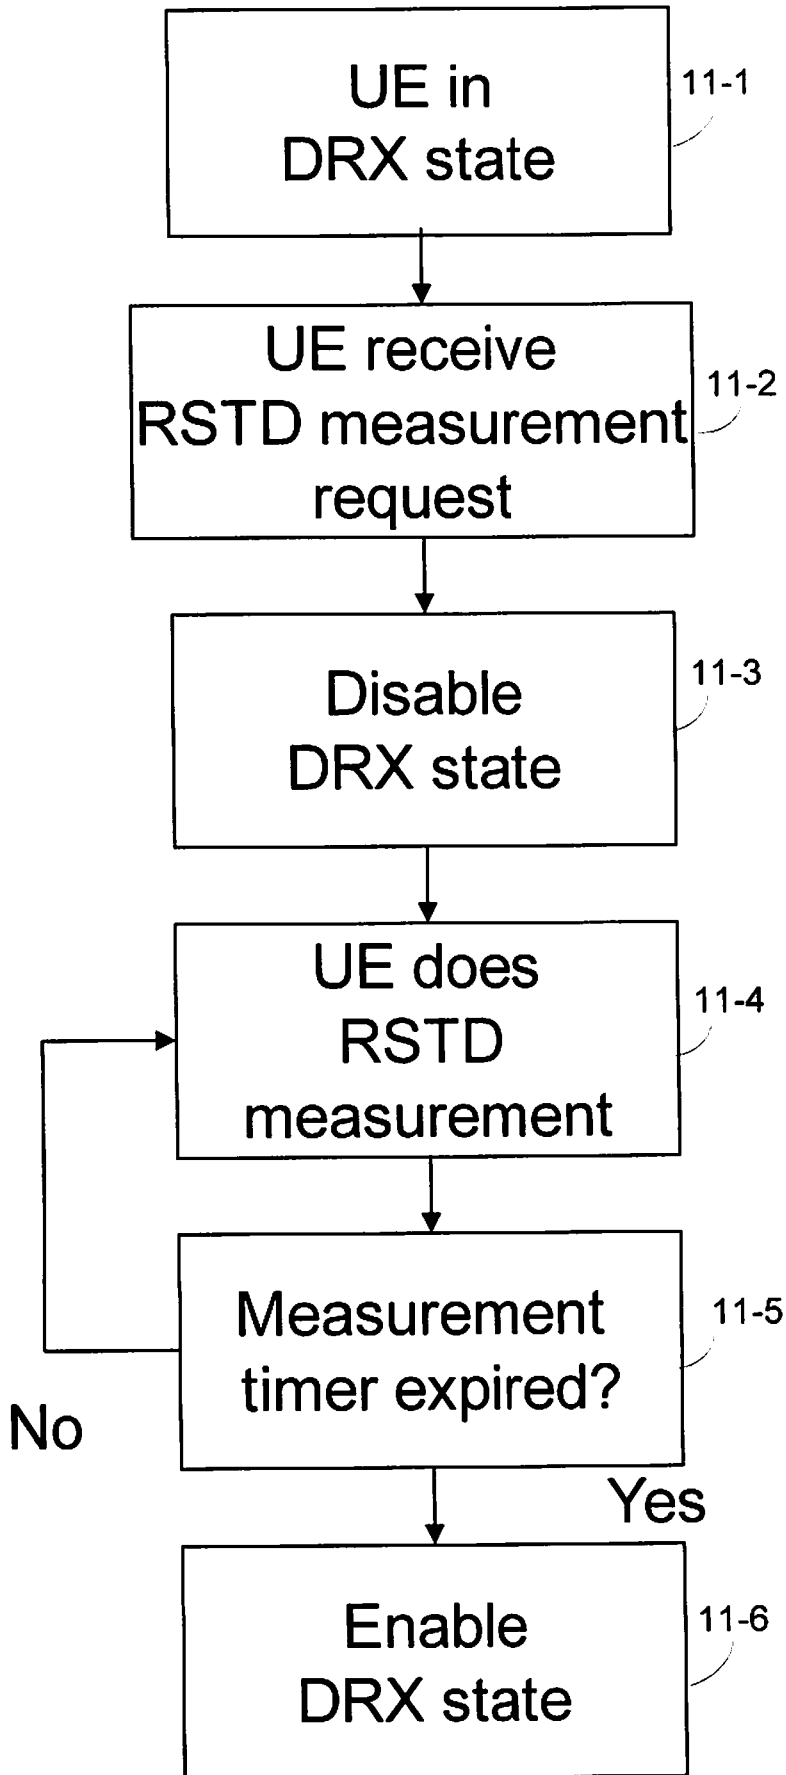 UE in
DRX state
11-1
UE receive
RSTD measurement
request
11-2
Disable
DRX state
11-3
UE does
RSTD
measurement
11-4
Measurement
timer expired?
11-5
No
Yes
Enable
DRX state
11-6